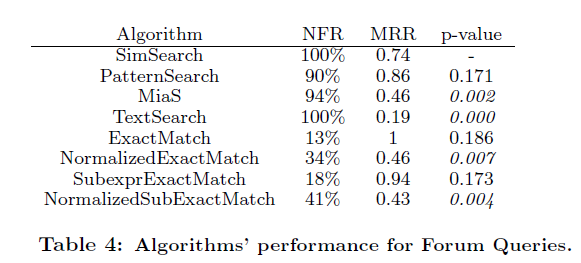 Algorithm NFR MRR p-value
SimSearch 100% 0.74 -
PatternSearch 90% 0.86 0.171
MiaS 94% 0.46 0.002
TextSearch 100% 0.19 0.000
ExactMatch 13% 1 0.186
NormalizedExactMatch 34% 0.46 0.007
SubexprExactMatch 18% 0.94 0.173
NormalizedSubExactMatch 41% 0.43 0.004
Table 4: Algorithms' performance for Forum Queries.